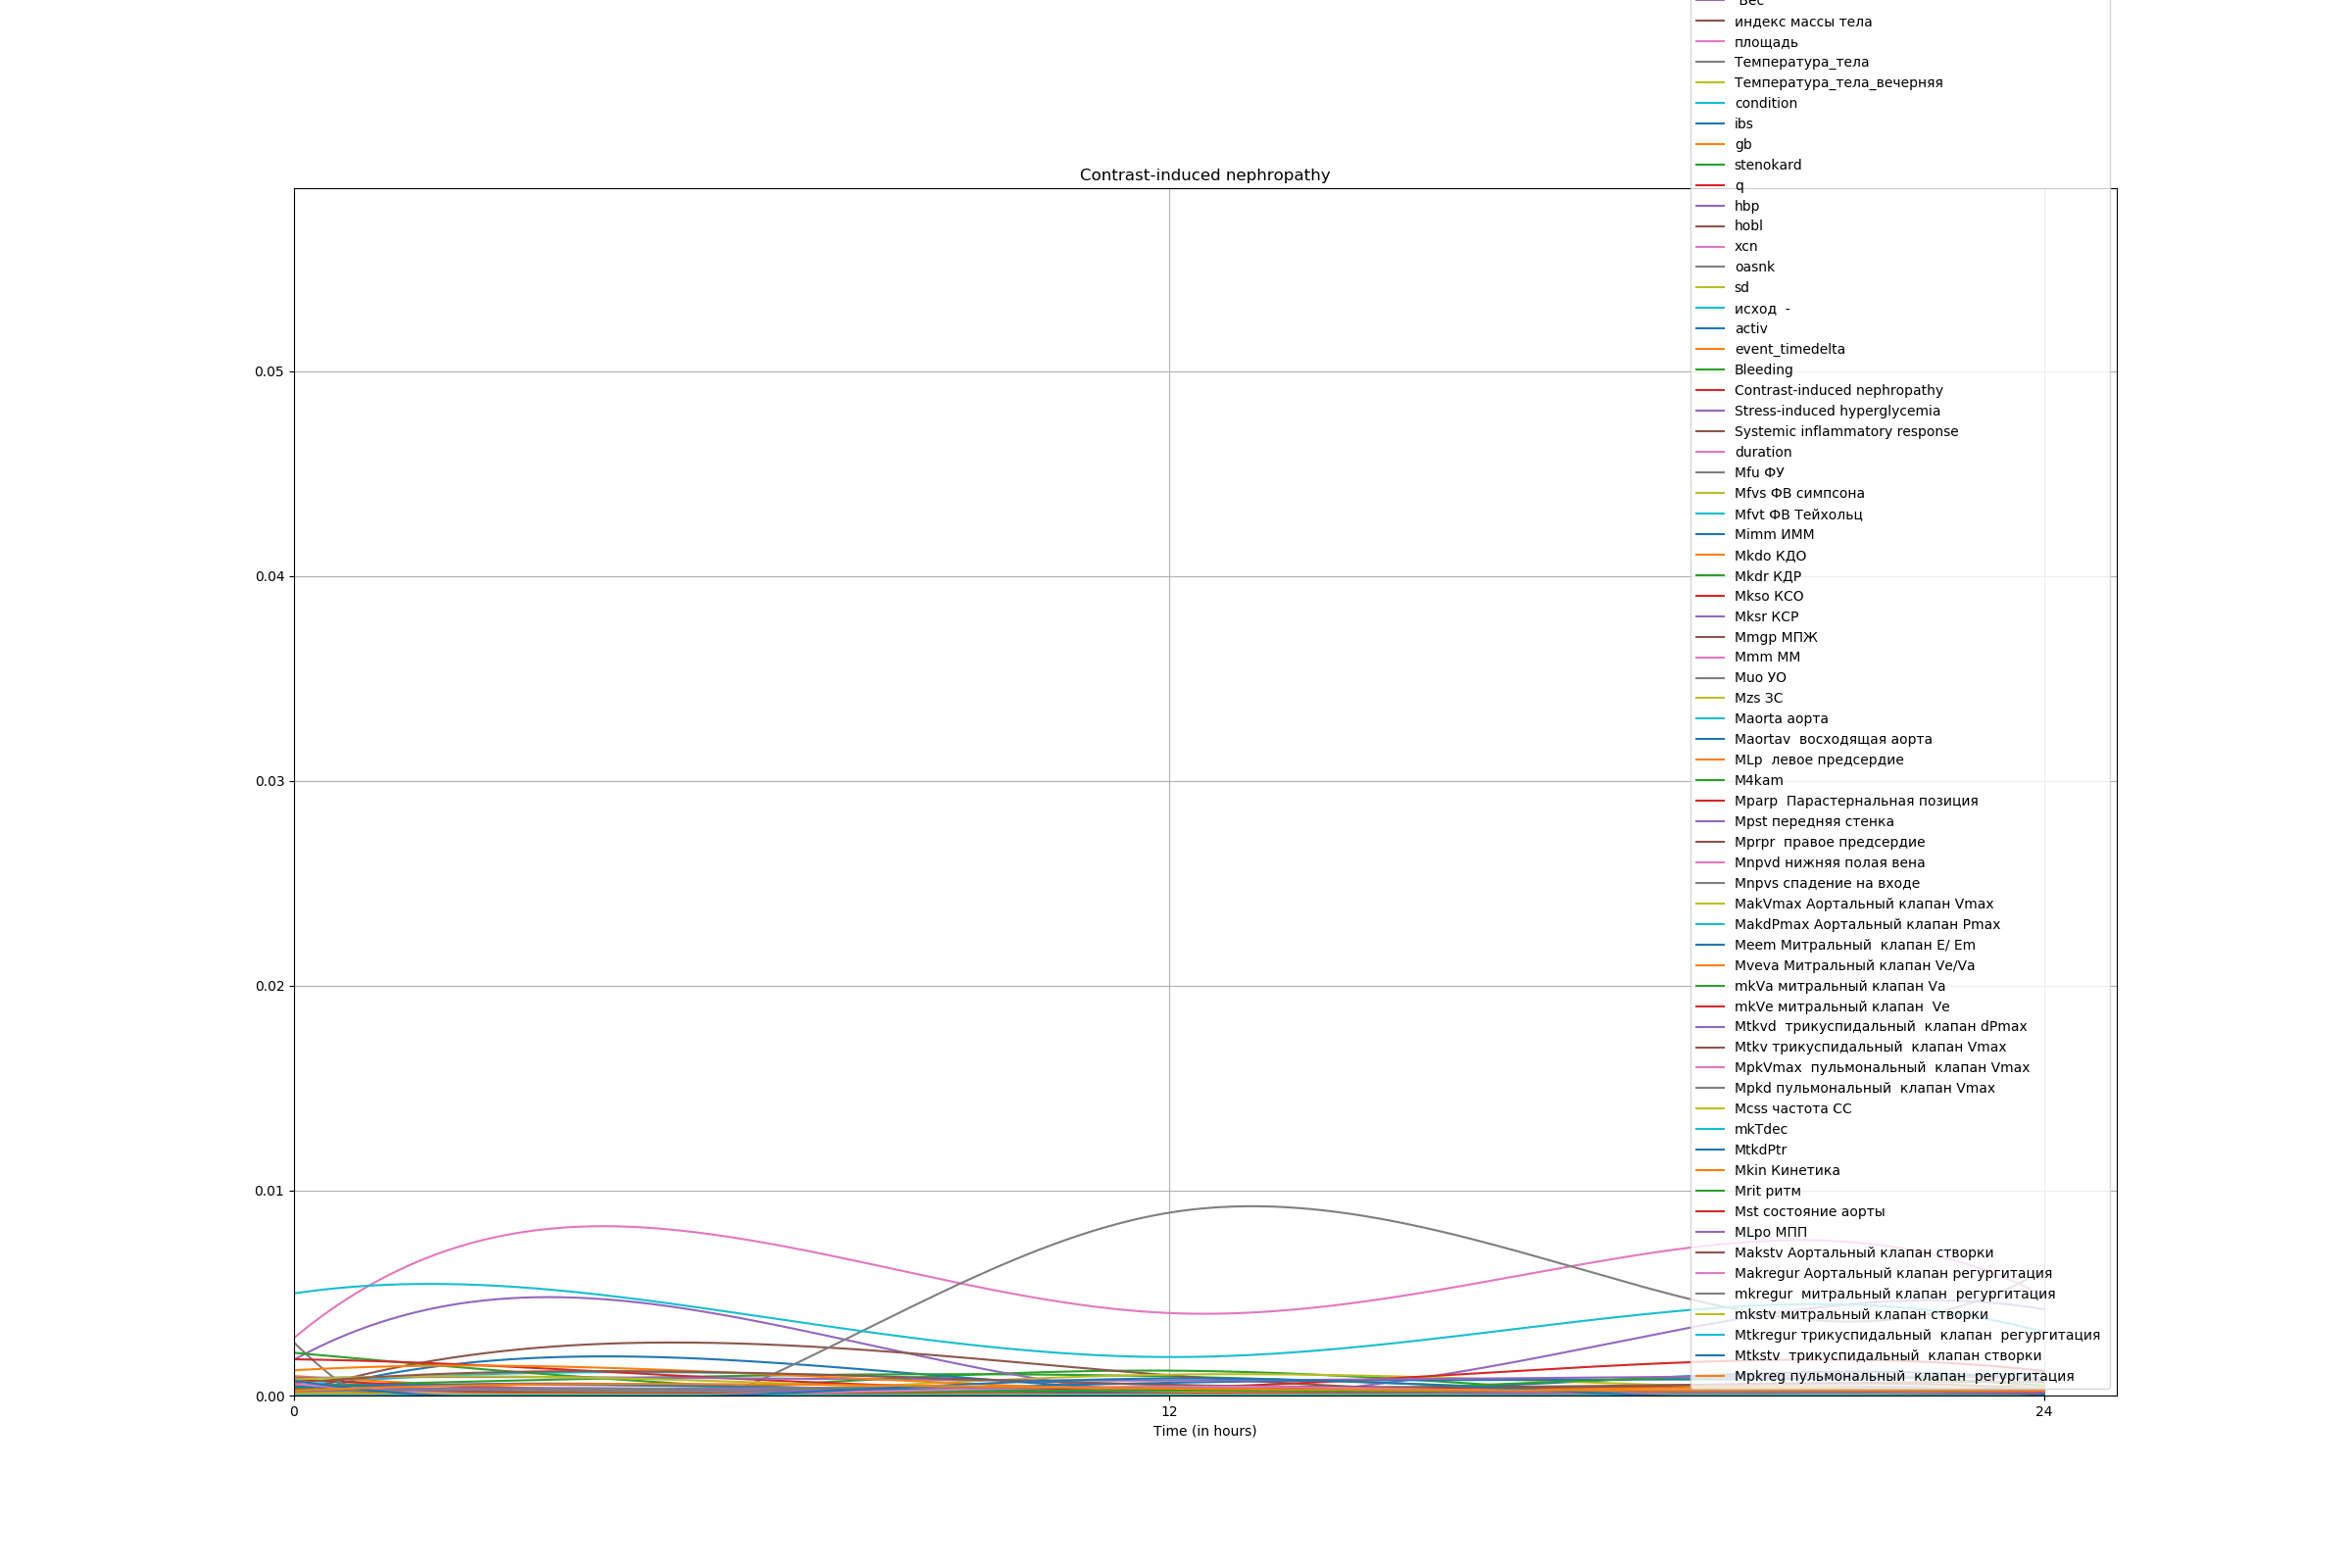 Вес
индекс массы тела
площадь
Температура_тела
Температура_тела_вечерняя
condition
ibs
gb
stenokard
Contrast-induced nephropathy
q
hbp
hobl
xcn
oasnk
sd
исход  -
activ
event_timedelta
Bleeding
Contrast-induced nephropathy
Stress-induced hyperglycemia
Systemic inflammatory response
duration
Mfu ФУ
Mfvs ФВ симпсона
Mfvt ФВ Тейхольц
Mimm ИММ
Mkdo КДО
Mkdr КДР
Mkso КСО
Mksr КСР
Mmgp МПЖ
Mmm ММ
Muo УО
Mzs ЗС
Maorta аорта
Maortav  восходящая аорта
MLp  левое предсердие
M4kam
Mparp  Парастернальная позиция
Mpst передняя стенка
Mprpr  правое предсердие
Mnpvd нижняя полая вена
Mnpvs спадение на входе
MakVmax Аортальный клапан Vmax
MakdPmax Аортальный клапан Pmax
Meem Митральный  клапан E/ Em
Mveva Митральный клапан Ve/Va
mkVa митральный клапан Va
mkVe митральный клапан  Ve
Mtkvd  трикуспидальный  клапан dPmax
Mtkv трикуспидальный  клапан Vmax
MpkVmax  пульмональный  клапан Vmax
Mpkd пульмональный  клапан Vmax
Mcss частота СС
mkTdec
MtkdPtr
Mkin Кинетика
Mrit ритм
Mst состояние аорты
MLpo МПП
Makstv Аортальный клапан створки
Makregur Аортальный клапан регургитация
mkregur  митральный клапан  регургитация
mkstv митральный клапан створки
Mtkregur трикуспидальный  клапан  регургитация
Mtkstv  трикуспидальный  клапан створки
Mpkreg пульмональный  клапан  регургитация
0.05
0.04
0.03
0.02
0.01
0.00
0 12 24
Time (in hours)